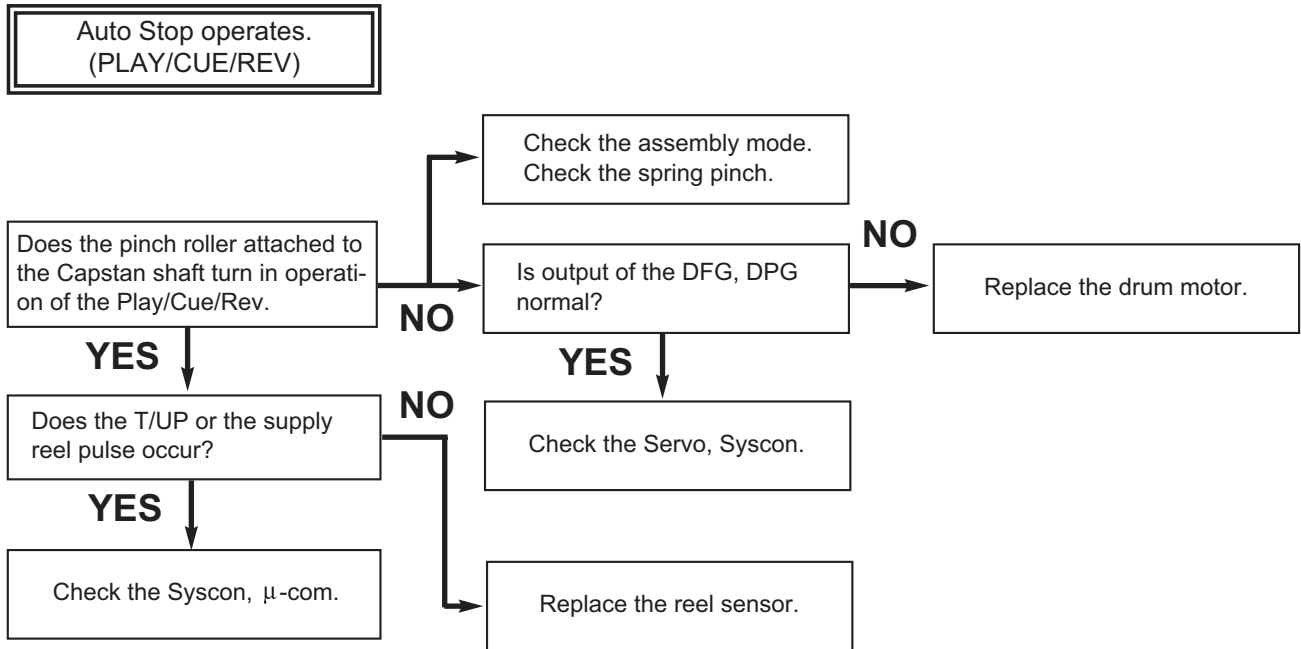 Auto Stop operates.
(PLAY/CUE/REV)
Check the assembly mode.
Check the spring pinch.
Does the pinch roller attached to
the Capstan shaft turn in operati-
on of the Play/Cue/Rev.
NO
Is output of the DFG, DPG
normal?
NO
Replace the drum motor.
YES
YES
Does the T/UP or the supply
reel pulse occur?
NO
Check the Servo, Syscon.
YES
Check the Syscon, μ-com.
Replace the reel sensor.